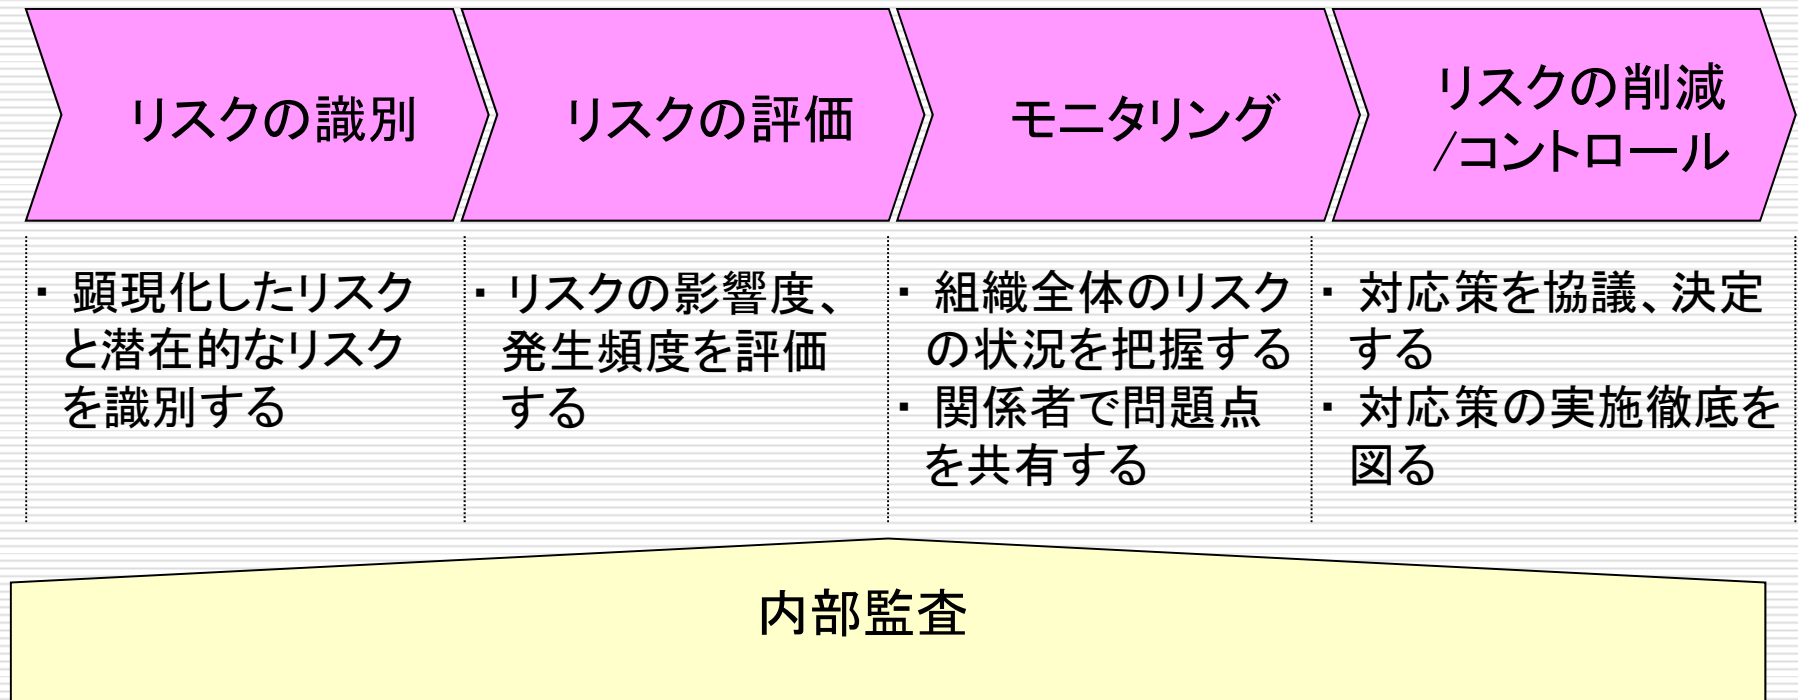 リスクの識別
リスクの評価
モニタリング
リスクの削減
/コントロール
・ 顕現化したリスク
と潜在的なリスク
を識別する
・ リスクの影響度、
発生頻度を評価
する
・ 組織全体のリスク
の状況を把握する
・ 関係者で問題点
を共有する
・ 対応策を協議、決定
する
・ 対応策の実施徹底を
図る
内部監査